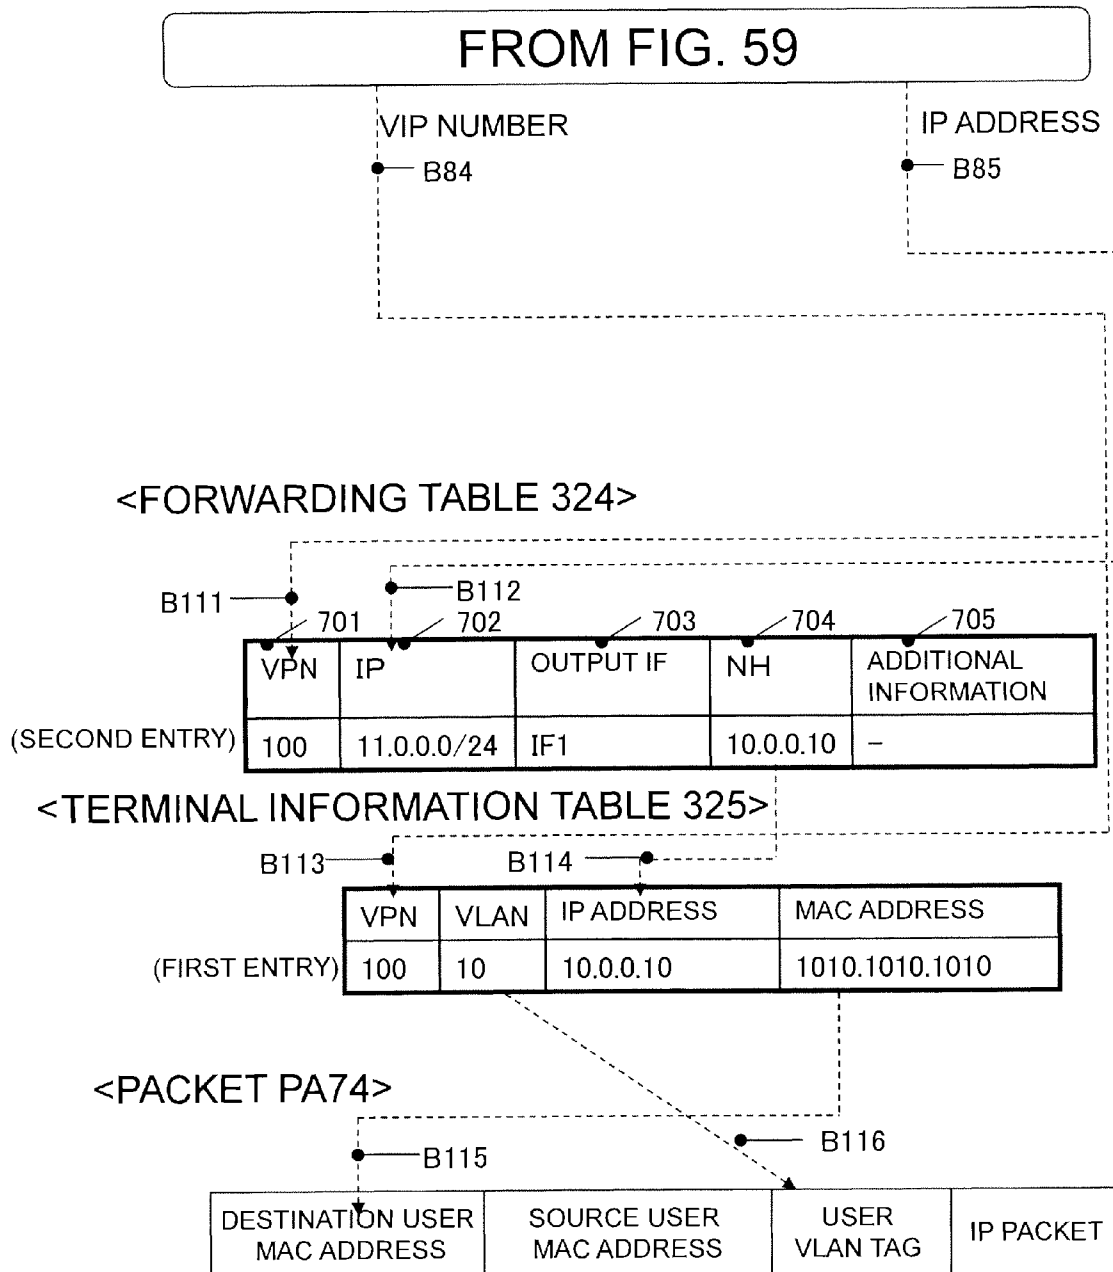 FROM FIG. 59
VIP NUMBER
IP ADDRESS
B84
B85
<FORWARDING TABLE 324>
B111
B112
701
702
703
704
705
VPN
IP
OUTPUT IF
NH
ADDITIONAL
INFORMATION
(SECOND ENTRY)
100
11.0.0.0/24
IF1
10.0.0.10
–
<TERMINAL INFORMATION TABLE 325>
B113
B114
VPN
VLAN
IP ADDRESS
MAC ADDRESS
(FIRST ENTRY)
100
10
10.0.0.10
1010.1010.1010
<PACKET PA74>
B115
B116
DESTINATION USER
MAC ADDRESS
SOURCE USER
MAC ADDRESS
USER
VLAN TAG
IP PACKET